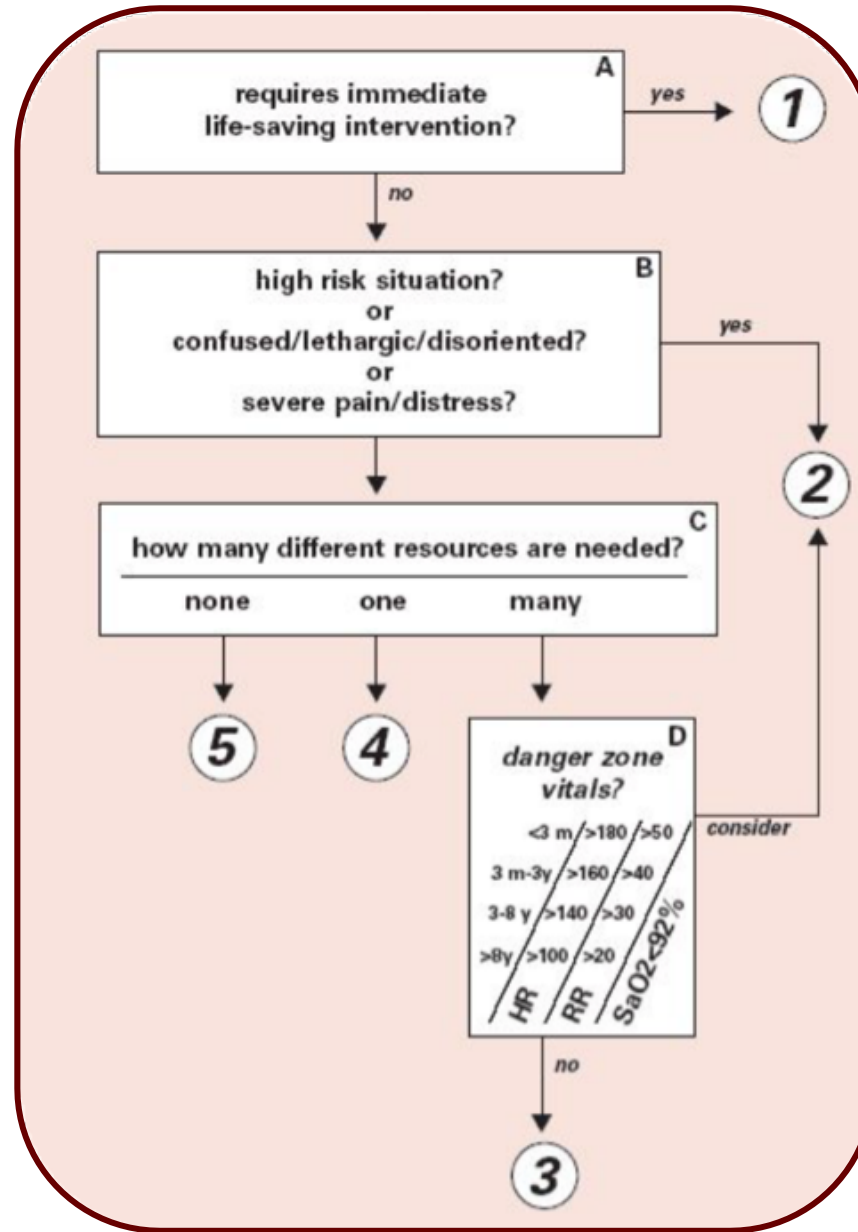 A
requires immediate
life-saving intervention?
yes
1
no
B
high risk situation?
or
confused/lethargic/disoriented?
or
severe pain/distress?
yes
2
C
how many different resources are needed?
none one many
5 4
D
danger zone
vitals?
<3 m >180 >50
3 m-3y >160 >40
3-8 y >140 >30
>8y >100 >20
HR RR SaO2<92%
consider
no
3